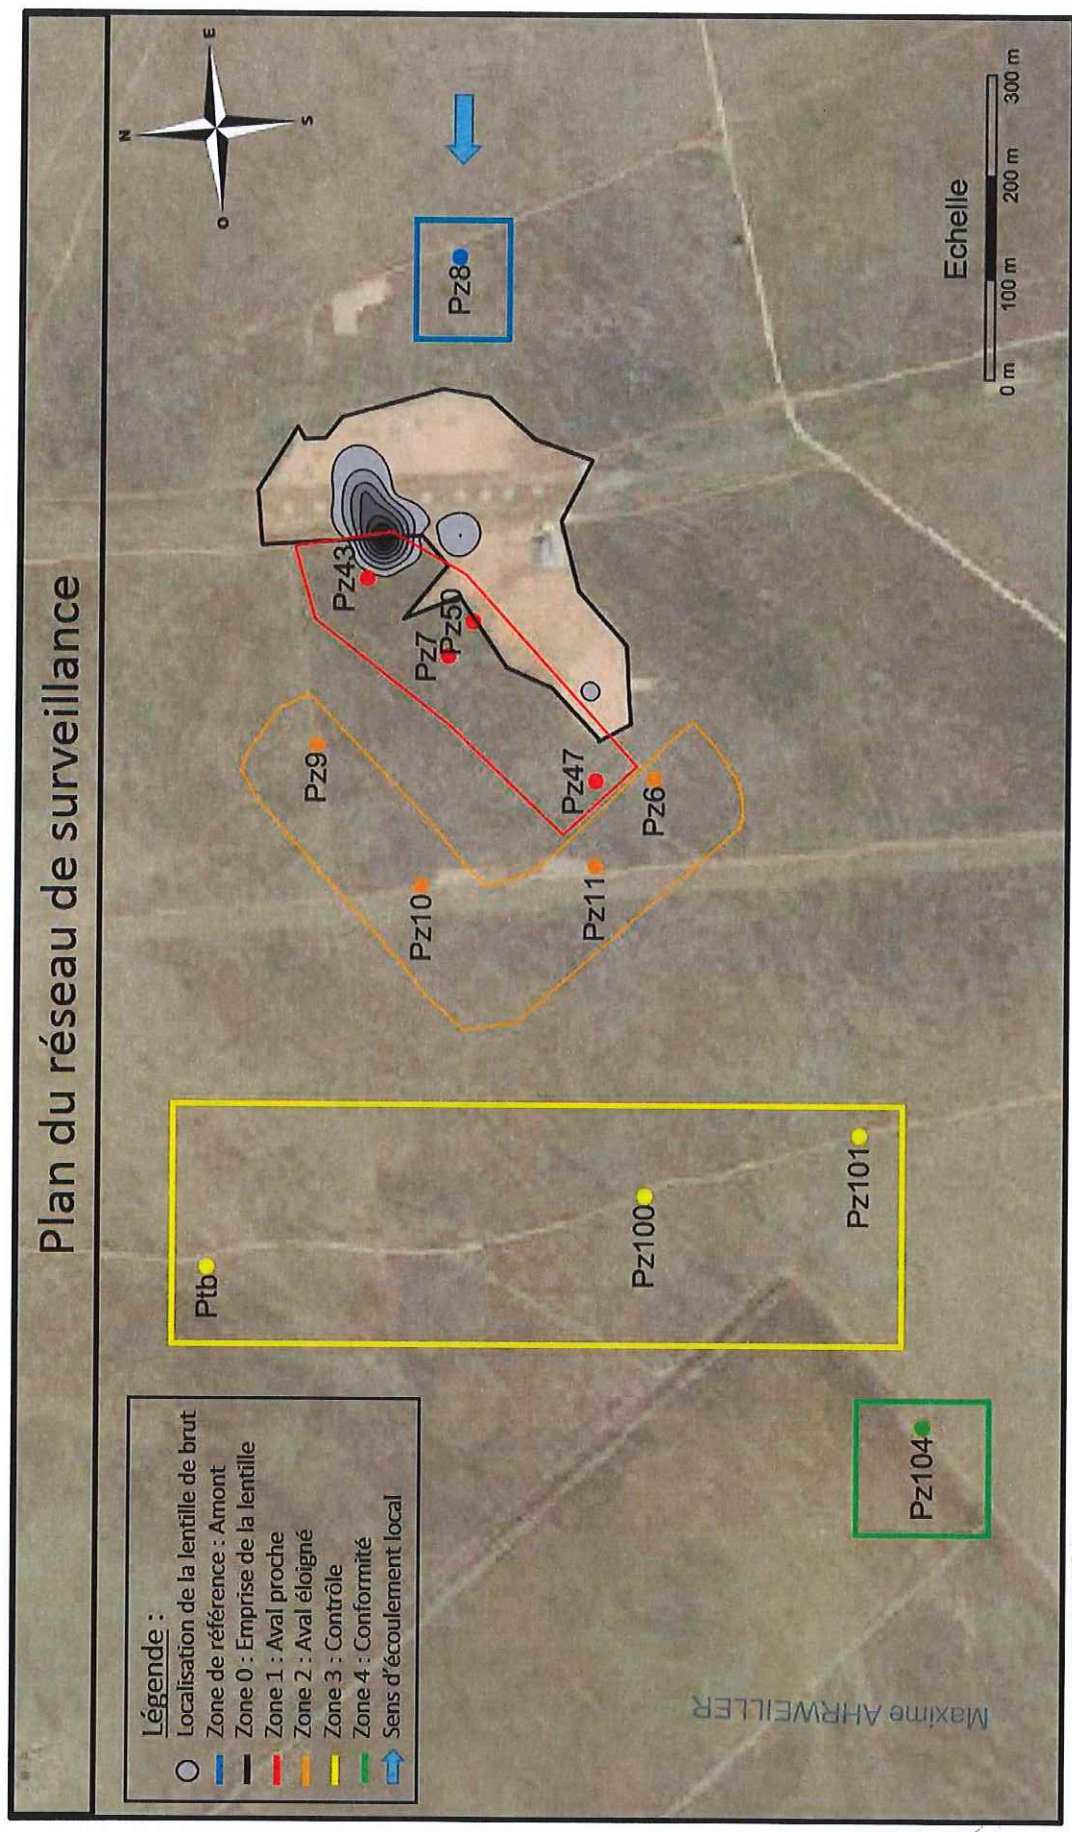 Plan du réseau de surveillance
N
E
S
O
Légende :
Localisation de la lentille de brut
Zone de référence : Amont
Zone 0 : Emprise de la lentille
Zone 1 : Aval proche
Zone 2 : Aval éloigné
Zone 3 : Contrôle
Zone 4 : Conformité
Sens d'écoulement local
Ptb
Pz9
Pz43
Pz10
Pz7
Pz50
Pz8
Pz47
Pz11
Pz6
Pz100
Pz101
Pz104
Echelle
0 m
100 m
200 m
300 m
Maxime AHRWEILLER